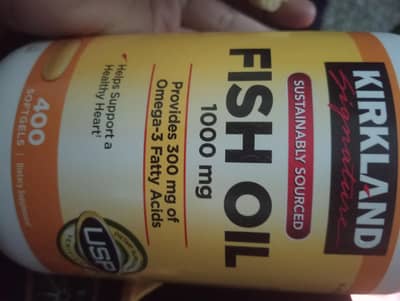 KIRKLAND
Signature
SUSTAINABLY SOURCED
FISH OIL
1000 mg
Provides 300 mg of
Omega-3 Fatty Acids
Helps Support a
Healthy Heart
400
SOFTGELS | Dietary Supplement
USP